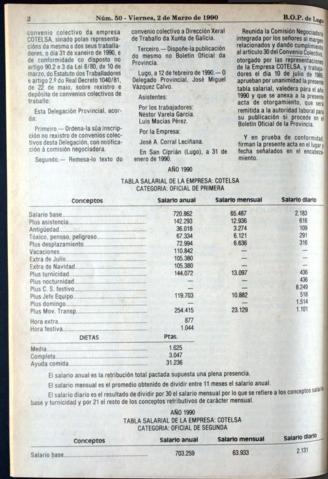 2 Núm. 50 - Viernes, 2 de Marzo de 1990 B.O.P. de Lugo
convenio colectivo da empresa
COTELSA, sinado polas representa-
cións da mesma e dos seus traballa-
dores, o día 31 de xaneiro de 1990, e
de conformidade co disposto no
artigo 90.2 e 3 da Lei 8/80, de 10 de
marzo, do Estatuto dos Traballadores
e artigo 2.º do Real Decreto 1040/81,
de 22 de maio, sobre rexistro e
depósito de convenios colectivos de
traballo:
Esta Delegación Provincial, acor-
da:
Primeiro.— Ordena-la súa inscrip-
ción no rexistro de convenios colec-
tivos desta Delegación, con notifica-
ción á comisión negociadora.
Segundo.— Remesa-lo texto do
convenio colectivo a Dirección Xeral
de Traballo da Xunta de Galicia.
Terceiro.— Dispoñe-la publicación
do mesmo no Boletín Oficial da
Provincia.
Lugo, a 12 de febreiro de 1990.— O
Delegado Provincial, José Miguel
Vázquez Calvo.
Asistentes:
Por los trabajadores:
Néstor Varela García
Luis Macías Pérez.
Por la Empresa:
José A. Corral Leciñana.
En San Ciprián (Lugo), a 31 de
enero de 1990.
Reunida la Comisión Negociadora
integrada por los señores al margen
relacionados y dando cumplimiento
al artículo 30 del Convenio Colectivo
otorgado por las representaciones
de la Empresa COTELSA, y trabaja-
dores el día 19 de julio de
aprueban por unanimidad la presente
tabla salarial, valedera para el año
1990 y que se anexa a la presente
acta de otorgamiento, que será
remitida a la autoridad laboral para
su publicación si procede en el
Boletín Oficial de la Provincia.
Y en prueba de conformidad
firman la presente acta en el lugar y
fecha señalados en el encabeza-
miento.
AÑO 1990
TABLA SALARIAL DE LA EMPRESA: COTELSA
CATEGORIA: OFICIAL DE PRIMERA
Conceptos Salario anual Salario mensual Salario diario
Salario base 720.962 65.487 2.183
Plus asistencia 142.293 12.936 616
Antigüedad 36.018 3.274 109
Tóxico, penoso, peligroso 67.334 6.121 291
Plus desplazamiento 72.994 6.636 316
Vacaciones 110.842 — —
Extra de Julio 105.380 — —
Extra de Navidad 105.380 — —
Plus turnicidad 144.072 13.097 436
Plus nocturnidad — — 436
Plus C. S. festivo — — 8.249
Plus Jefe Equipo 119.703 10.882 518
Plus domingo — — 1.514
Plus Mov. Transp. 254.415 23.129 1.101
Hora extra 877
Hora festiva 1.044
DIETAS Ptas.
Media 1.625
Completa 3.047
Ayuda comida 31.236
El salario anual es la retribución total pactada supuesta una plena presencia.
El salario mensual es el promedio obtenido de dividir entre 11 meses el salario anual.
El salario diario es el resultado de dividir por 30 el salario mensual por lo que se refiere a los conceptos salario
base y turnicidad y por 21 el resto de los conceptos retributivos de carácter mensual.
AÑO 1990
TABLA SALARIAL DE LA EMPRESA: COTELSA
CATEGORIA: OFICIAL DE SEGUNDA
Conceptos Salario anual Salario mensual Salario diario
Salario base 703.259 63.933 2.131